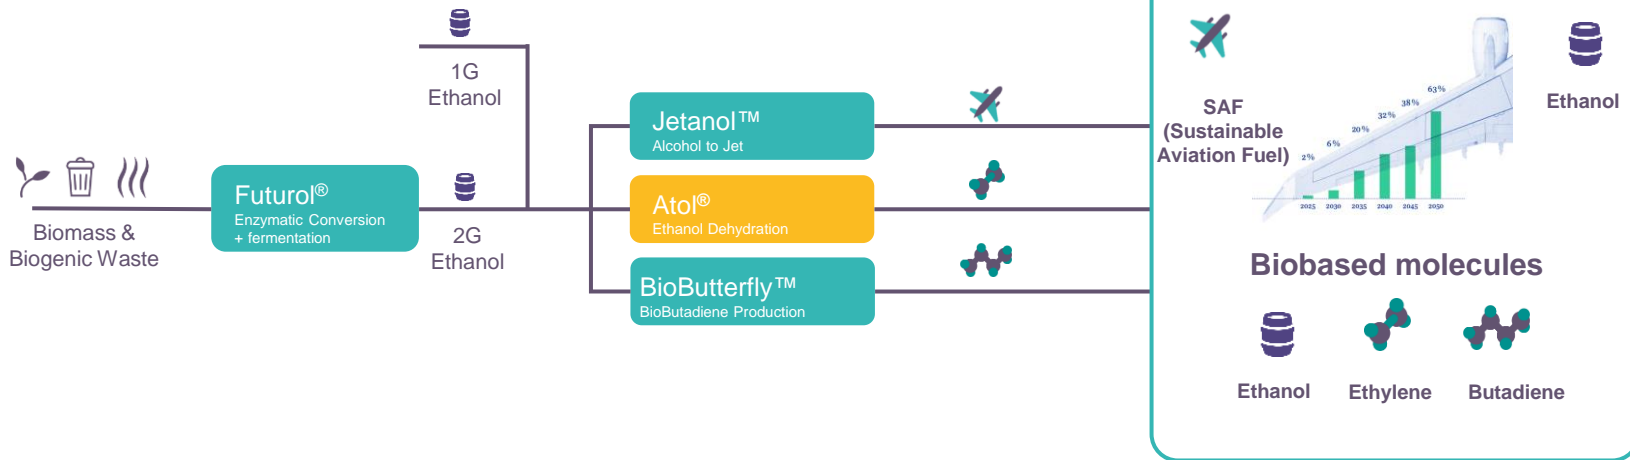 1G
Ethanol
Biomass &
Biogenic Waste
Futurol®
Enzymatic Conversion
+ fermentation
2G
Ethanol
Jetanol™
Alcohol to Jet
Atol®
Ethanol Dehydration
BioButterfly™
BioButadiene Production
SAF
(Sustainable
Aviation Fuel)
2%
6%
20%
32%
38%
63%
2025 2030 2035 2040 2045 2050
Ethanol
Biobased molecules
Ethanol
Ethylene
Butadiene